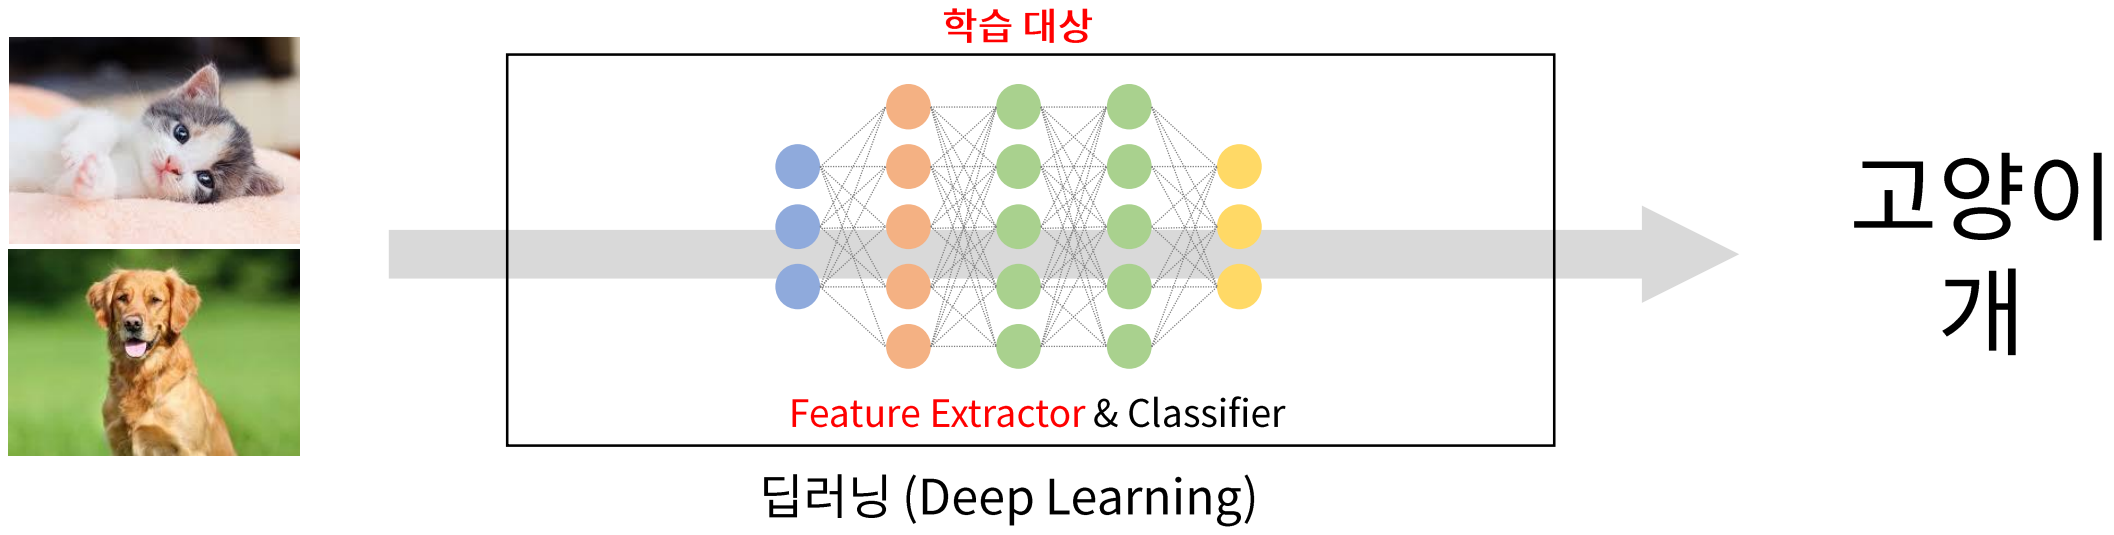 학습 대상
Feature Extractor & Classifier
딥러닝 (Deep Learning)
고양이
개